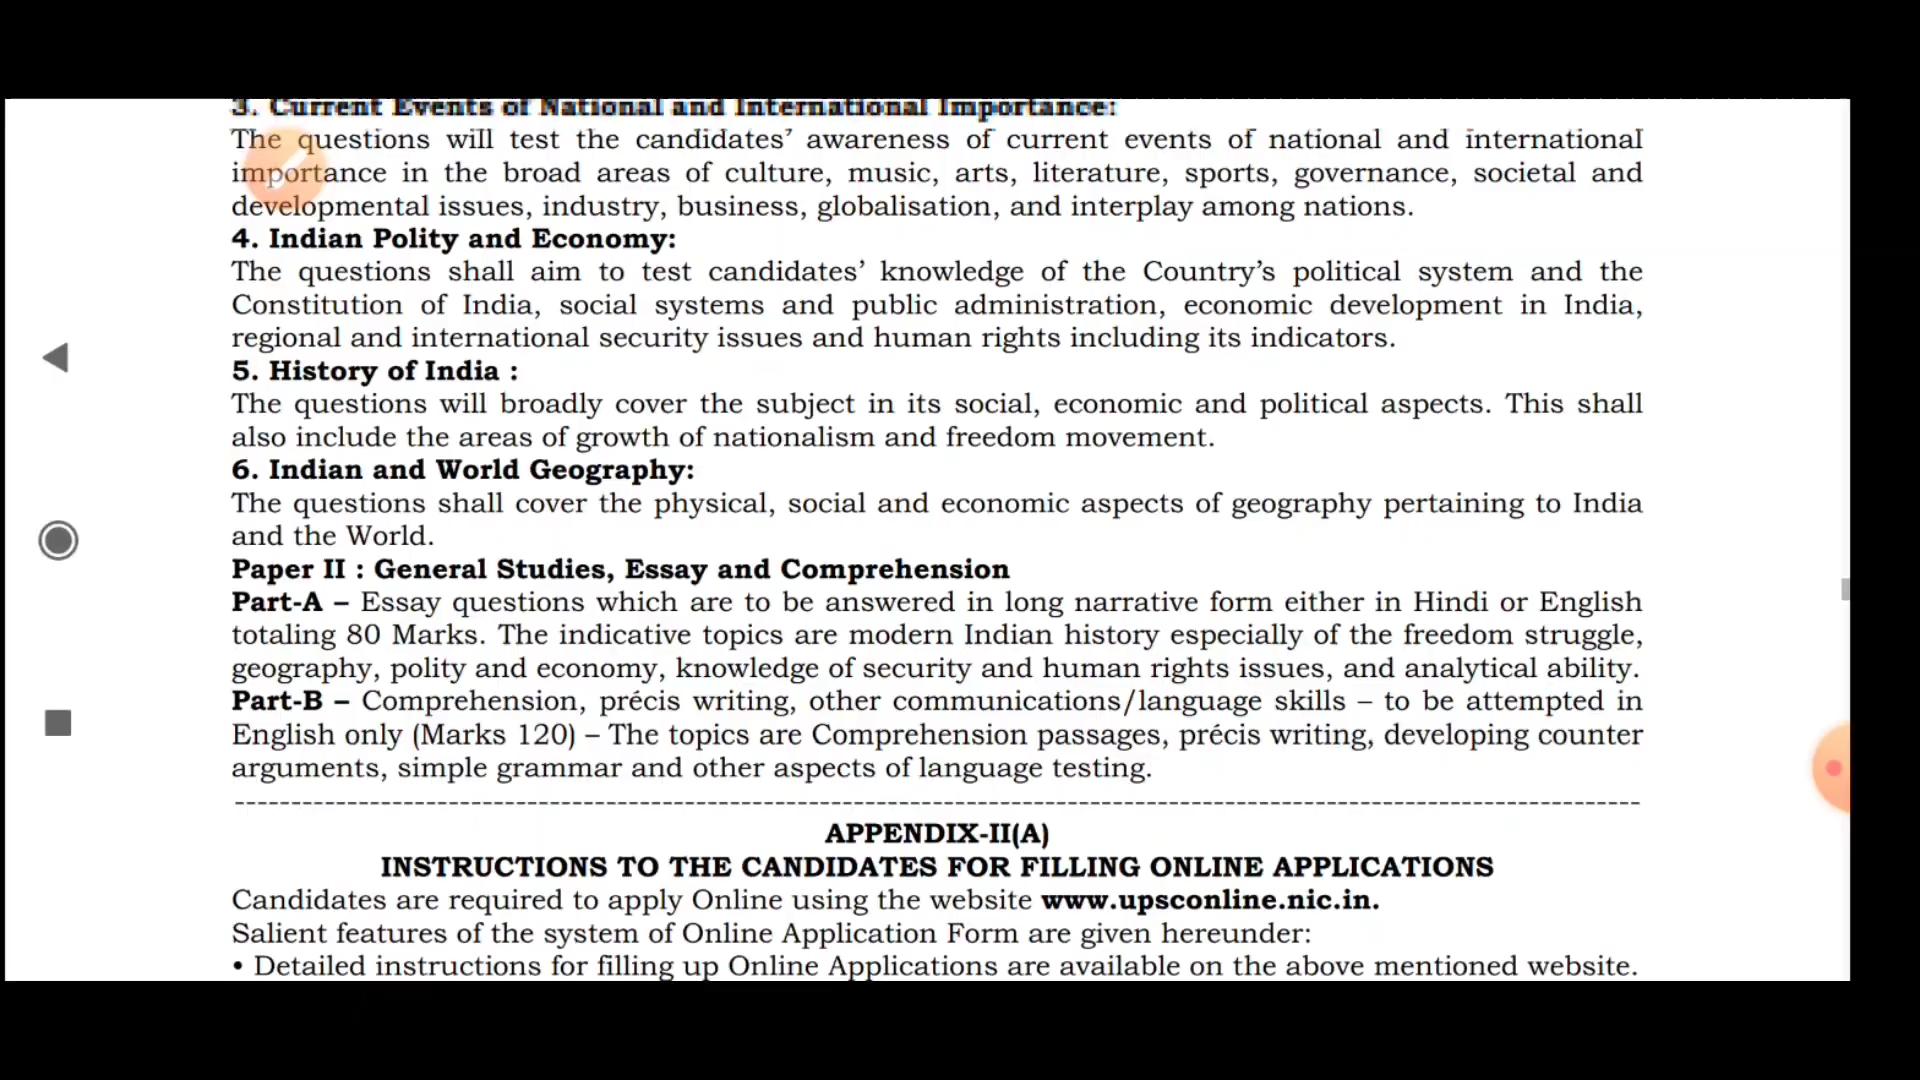 3. Current Events of National and International Importance:
The questions will test the candidates’ awareness of current events of national and international
importance in the broad areas of culture, music, arts, literature, sports, governance, societal and
developmental issues, industry, business, globalisation, and interplay among nations.
4. Indian Polity and Economy:
The questions shall aim to test candidates’ knowledge of the Country’s political system and the
Constitution of India, social systems and public administration, economic development in India,
regional and international security issues and human rights including its indicators.
5. History of India :
The questions will broadly cover the subject in its social, economic and political aspects. This shall
also include the areas of growth of nationalism and freedom movement.
6. Indian and World Geography:
The questions shall cover the physical, social and economic aspects of geography pertaining to India
and the World.
Paper II : General Studies, Essay and Comprehension
Part-A – Essay questions which are to be answered in long narrative form either in Hindi or English
totaling 80 Marks. The indicative topics are modern Indian history especially of the freedom struggle,
geography, polity and economy, knowledge of security and human rights issues, and analytical ability.
Part-B – Comprehension, précis writing, other communications/language skills – to be attempted in
English only (Marks 120) – The topics are Comprehension passages, précis writing, developing counter
arguments, simple grammar and other aspects of language testing.
-------------------------------------------------------------------------------------------------------------------------------------------------------
APPENDIX-II(A)
INSTRUCTIONS TO THE CANDIDATES FOR FILLING ONLINE APPLICATIONS
Candidates are required to apply Online using the website www.upsconline.nic.in.
Salient features of the system of Online Application Form are given hereunder:
• Detailed instructions for filling up Online Applications are available on the above mentioned website.